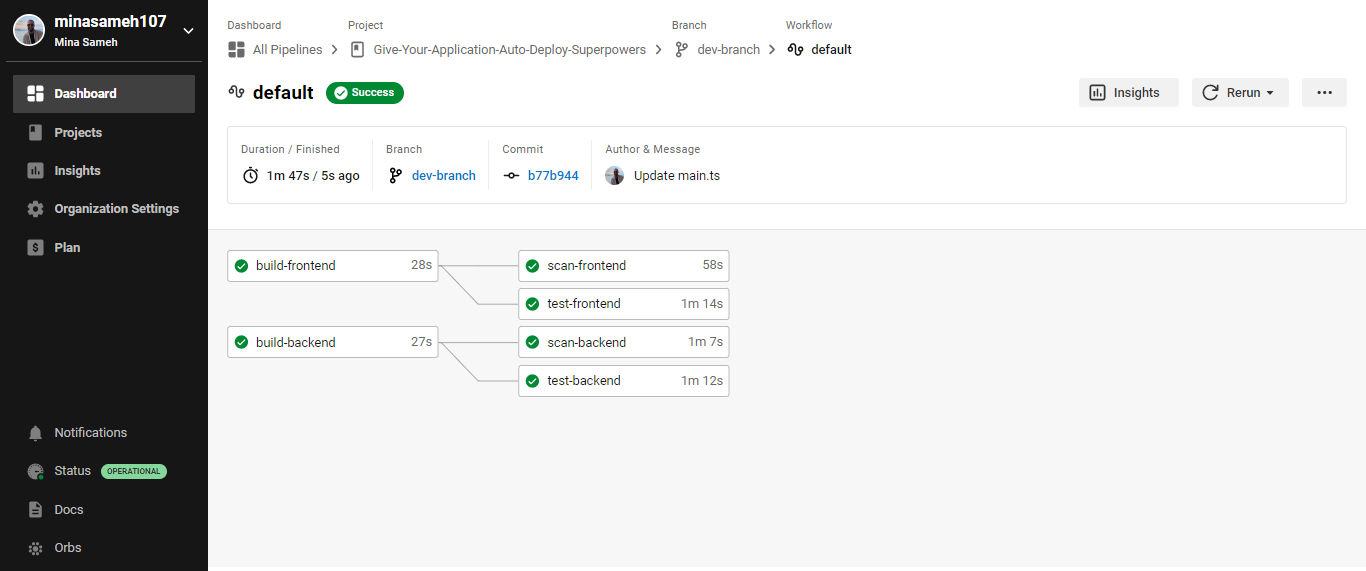 minasameh107
Mina Sameh
Dashboard
Projects
Insights
Organization Settings
Plan
Notifications
Status OPERATIONAL
Docs
Orbs
Dashboard Project Branch Workflow
All Pipelines Give-Your-Application-Auto-Deploy-Superpowers dev-branch default
default Success Insights Rerun
Duration / Finished Branch Commit Author & Message
1m 47s / 5s ago dev-branch b77b944 Update main.ts
build-frontend 28s scan-frontend 58s
test-frontend 1m 14s
build-backend 27s scan-backend 1m 7s
test-backend 1m 12s